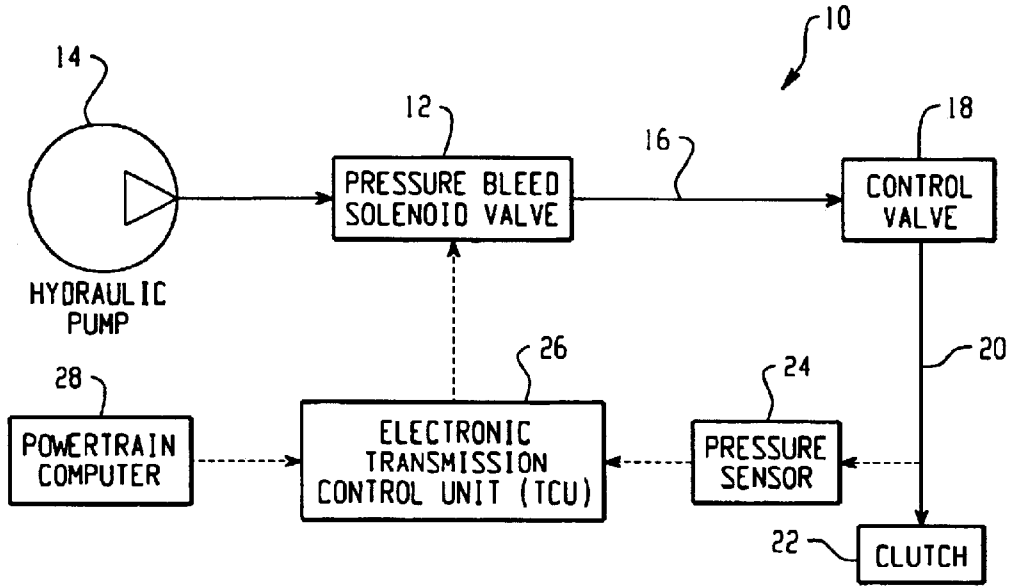 10
14
12
18
16
PRESSURE BLEED
SOLENOID VALVE
CONTROL
VALVE
HYDRAULIC
PUMP
26
20
28
24
POWERTRAIN
COMPUTER
ELECTRONIC
TRANSMISSION
CONTROL UNIT (TCU)
PRESSURE
SENSOR
22
CLUTCH